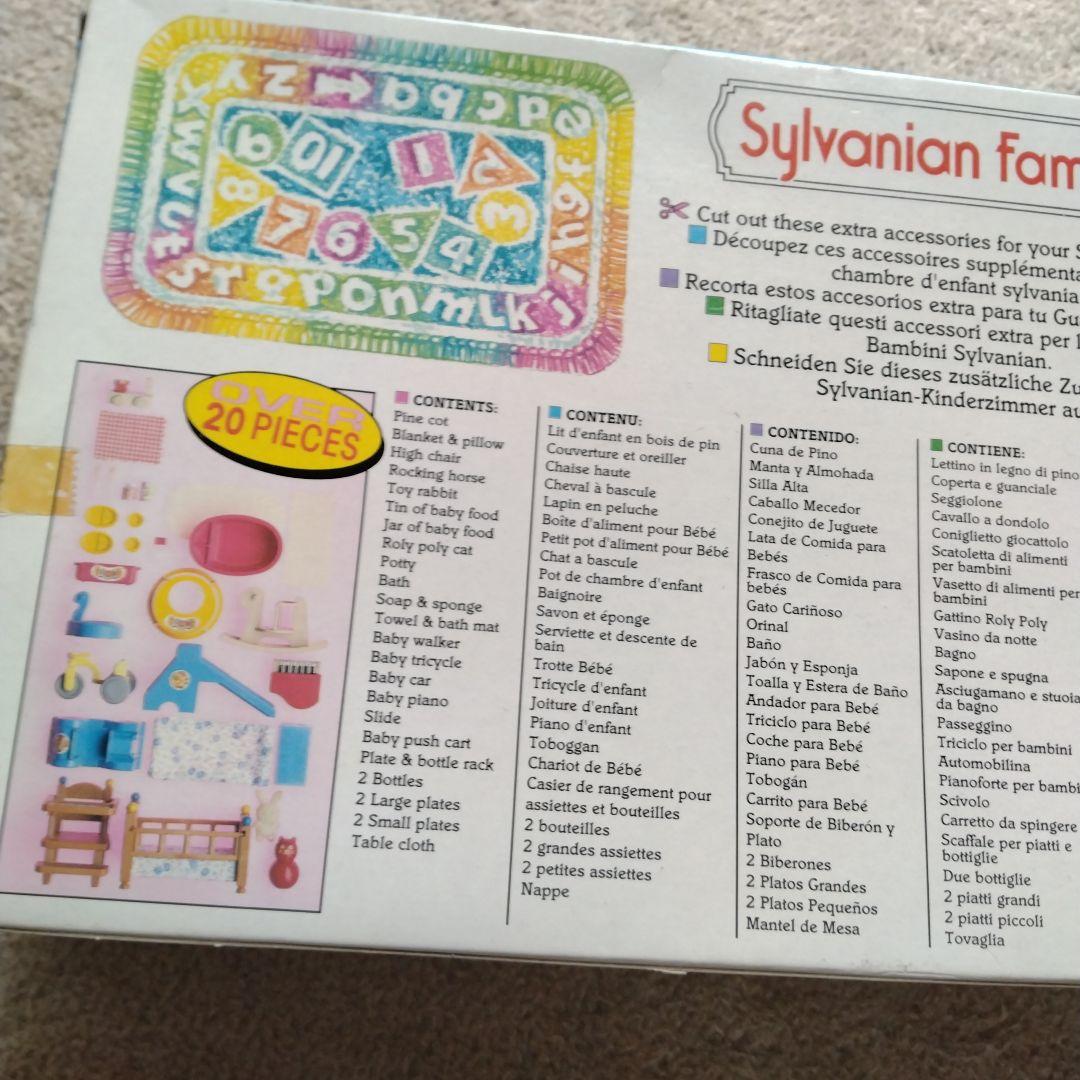 Sylvanian Fam
Cut out these extra accessories for your S
Découpez ces accessoires supplémenta
chambre d'enfant sylvania
Recorta estos accesorios extra para tu Gu
Ritagliate questi accessori extra per l
Bambini Sylvanian.
Schneiden Sie dieses zusätzliche Zu
Sylvanian-Kinderzimmer au
a b c d e f g h i j k l m n o p q r s t u v w x y z
1 2 3 4 5 6 7 8 9 10
OVER
20 PIECES
CONTENTS:
Pine cot
Blanket & pillow
High chair
Rocking horse
Toy rabbit
Tin of baby food
Jar of baby food
Roly poly cat
Potty
Bath
Soap & sponge
Towel & bath mat
Baby walker
Baby tricycle
Baby car
Baby piano
Slide
Baby push cart
Plate & bottle rack
2 Bottles
2 Large plates
2 Small plates
Table cloth
CONTENU:
Lit d'enfant en bois de pin
Couverture et oreiller
Chaise haute
Cheval à bascule
Lapin en peluche
Boîte d'aliment pour Bébé
Petit pot d'aliment pour Bébé
Chat a bascule
Pot de chambre d'enfant
Baignoire
Savon et éponge
Serviette et descente de
bain
Trotte Bébé
Tricycle d'enfant
Joiture d'enfant
Piano d'enfant
Toboggan
Chariot de Bébé
Casier de rangement pour
assiettes et bouteilles
2 bouteilles
2 grandes assiettes
2 petites assiettes
Nappe
CONTENIDO:
Cuna de Pino
Manta y Almohada
Silla Alta
Caballo Mecedor
Conejito de Juguete
Lata de Comida para
Bebés
Frasco de Comida para
bebés
Gato Cariñoso
Orinal
Baño
Jabón y Esponja
Toalla y Estera de Baño
Andador para Bebé
Triciclo para Bebé
Coche para Bebé
Piano para Bebé
Tobogán
Carrito para Bebé
Soporte de Biberón y
Plato
2 Biberones
2 Platos Grandes
2 Platos Pequeños
Mantel de Mesa
CONTIENE:
Lettino in legno di pino
Coperta e guanciale
Seggiolone
Cavallo a dondolo
Coniglietto giocattolo
Scatoletta di alimenti
per bambini
Vasetto di alimenti per
bambini
Gattino Roly Poly
Vasino da notte
Bagno
Sapone e spugna
Asciugamano e stuoia
da bagno
Passeggino
Triciclo per bambini
Automobilina
Pianoforte per bambi
Scivolo
Carretto da spingere
Scaffale per piatti e
bottiglie
Due bottiglie
2 piatti grandi
2 piatti piccoli
Tovaglia